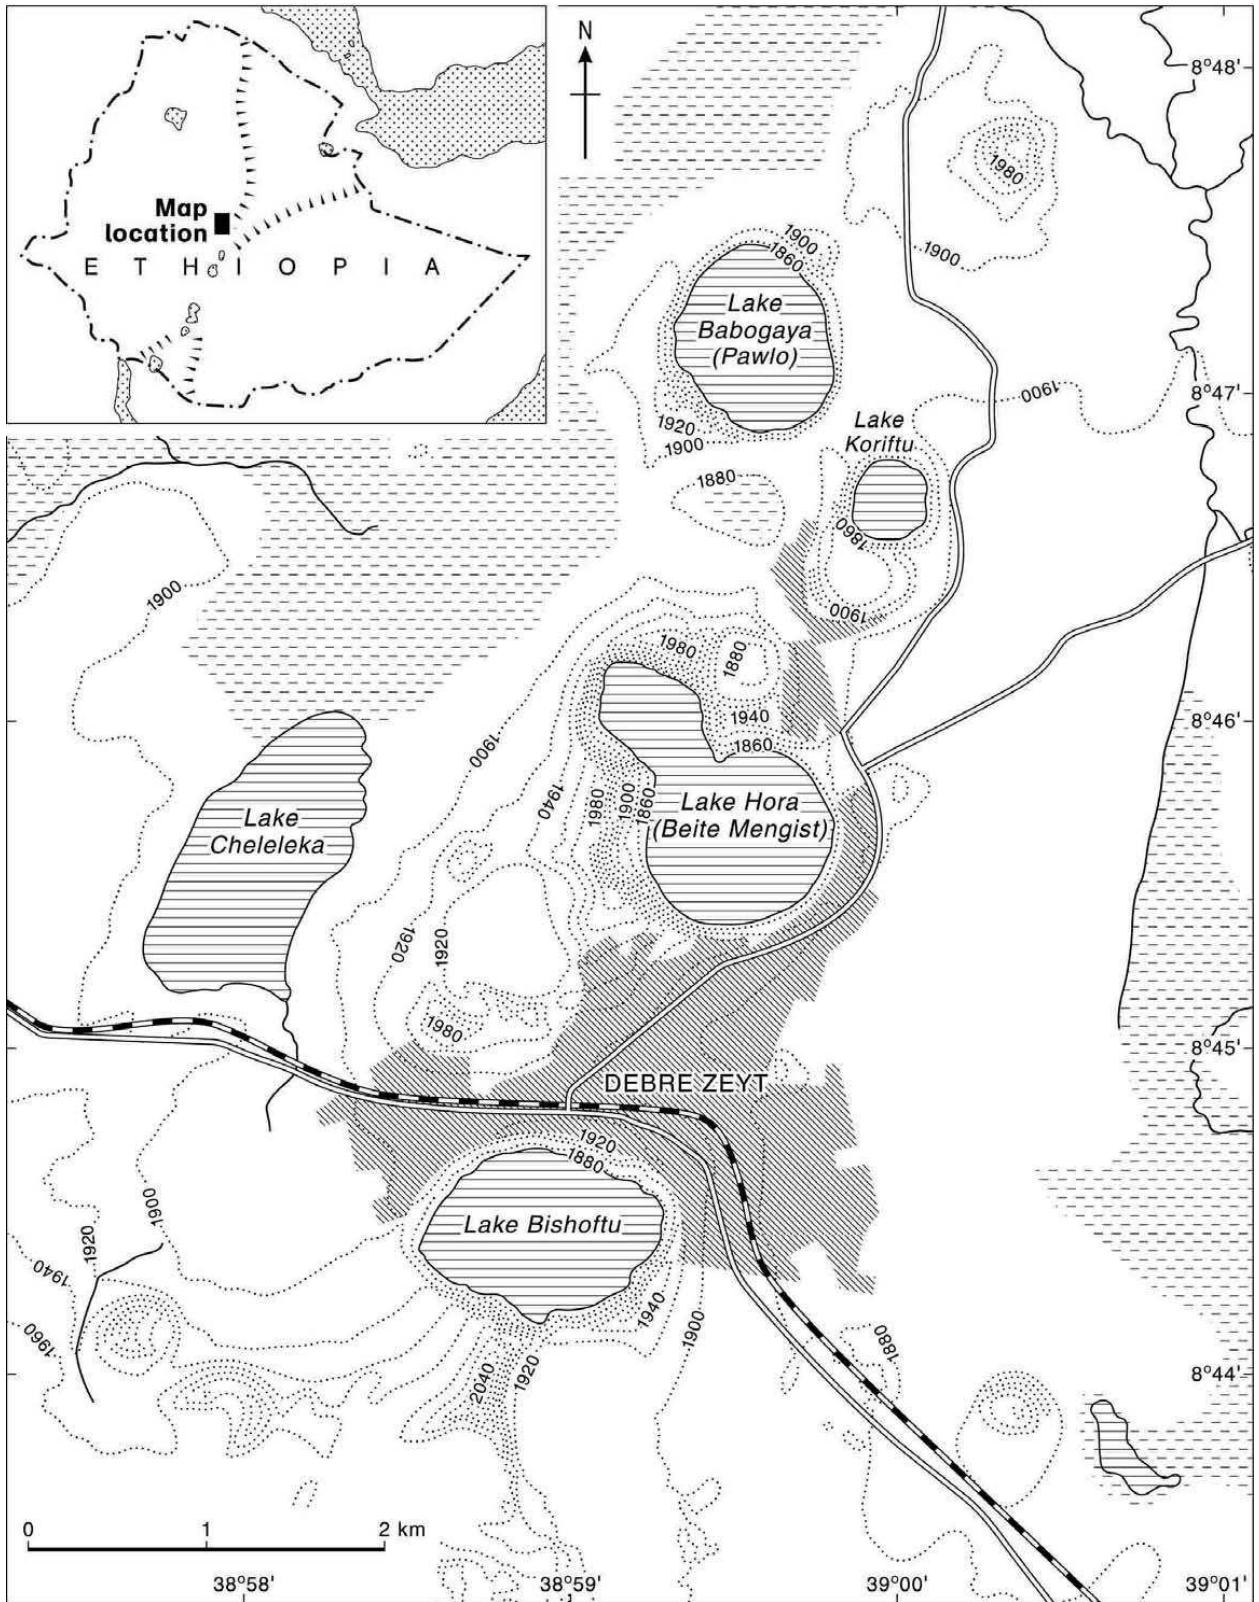 Map
location
E T H I O P I A
N
8°48'
1980
1900
1900
1860
Lake
Babogaya
(Pawlo)
8°47'
1900
1920
1900
Lake
Koriftu
1880
1860
1900
1900
1980
1880
8°46'
1940
1860
1900
1940
1980
1900
1860
Lake Hora
(Beite Mengist)
Lake
Cheleleka
1920
1920
1980
8°45'
DEBRE ZEYT
1920
1880
Lake Bishoftu
1900
1920
1940
1960
1940
1900
1880
2040
1920
8°44'
0 1 2 km
38°58' 38°59' 39°00' 39°01'